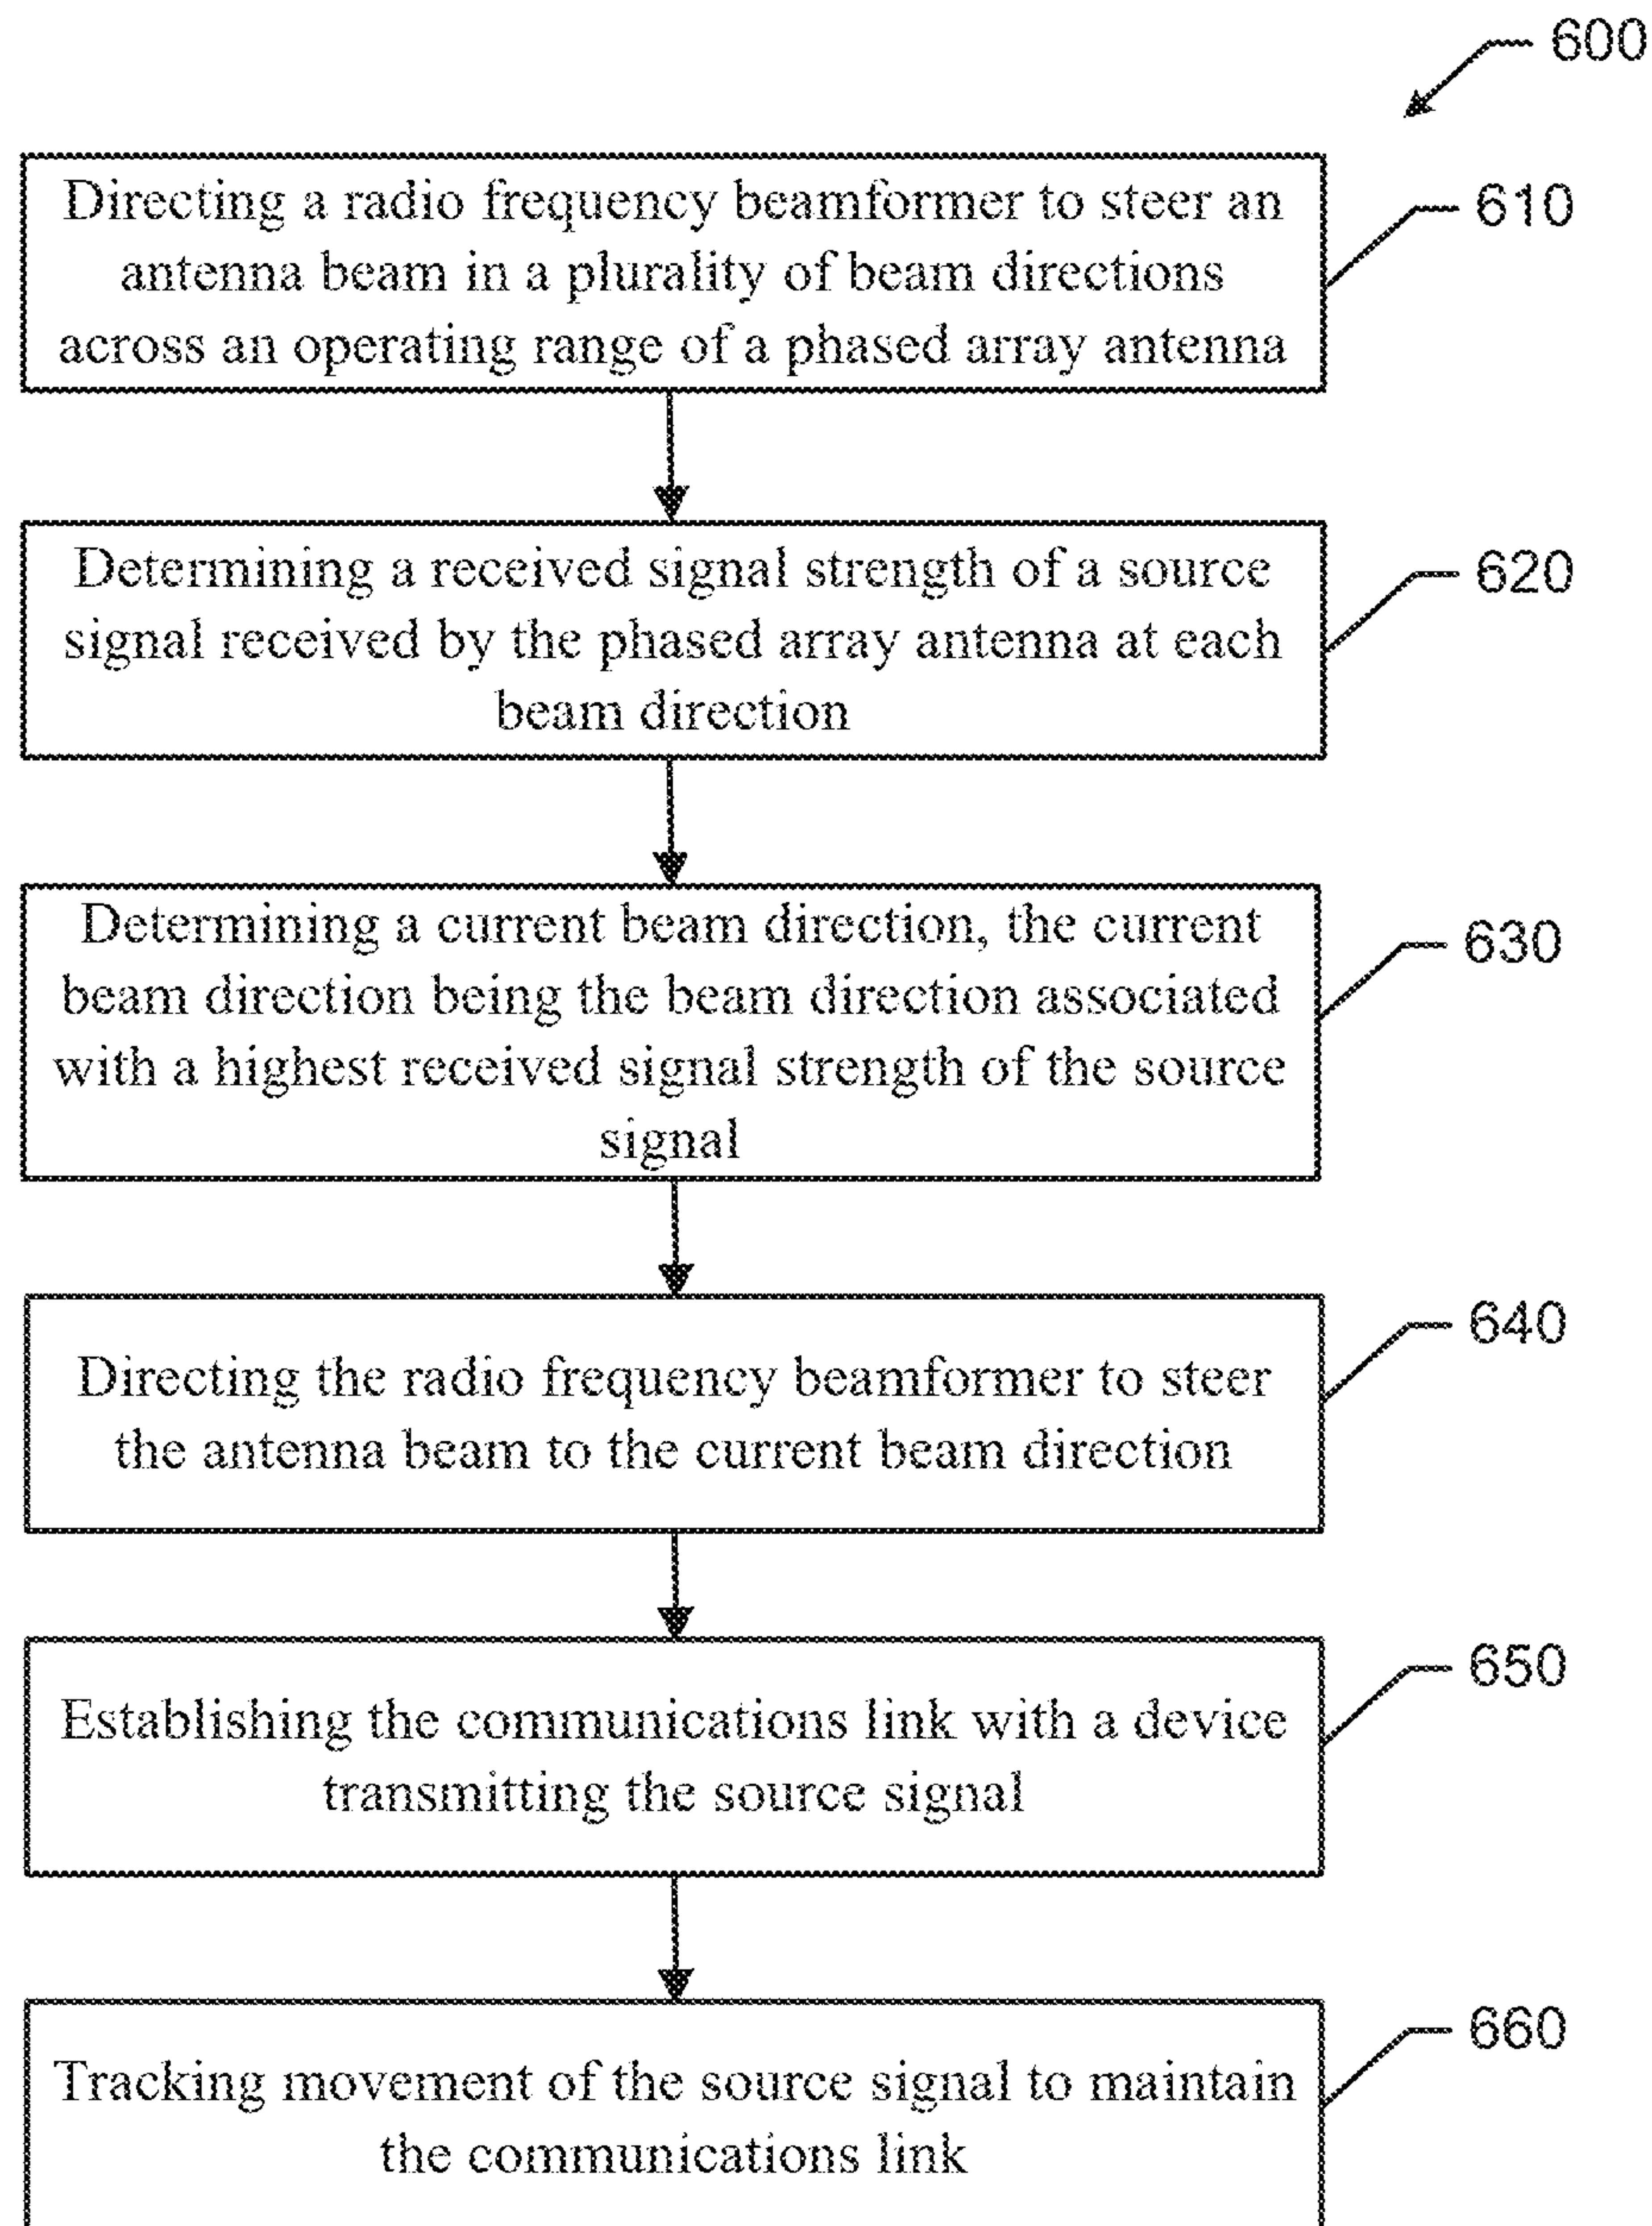 600
Directing a radio frequency beamformer to steer an
antenna beam in a plurality of beam directions
across an operating range of a phased array antenna
610
Determining a received signal strength of a source
signal received by the phased array antenna at each
beam direction
620
Determining a current beam direction, the current
beam direction being the beam direction associated
with a highest received signal strength of the source
signal
630
Directing the radio frequency beamformer to steer
the antenna beam to the current beam direction
640
Establishing the communications link with a device
transmitting the source signal
650
Tracking movement of the source signal to maintain
the communications link
660